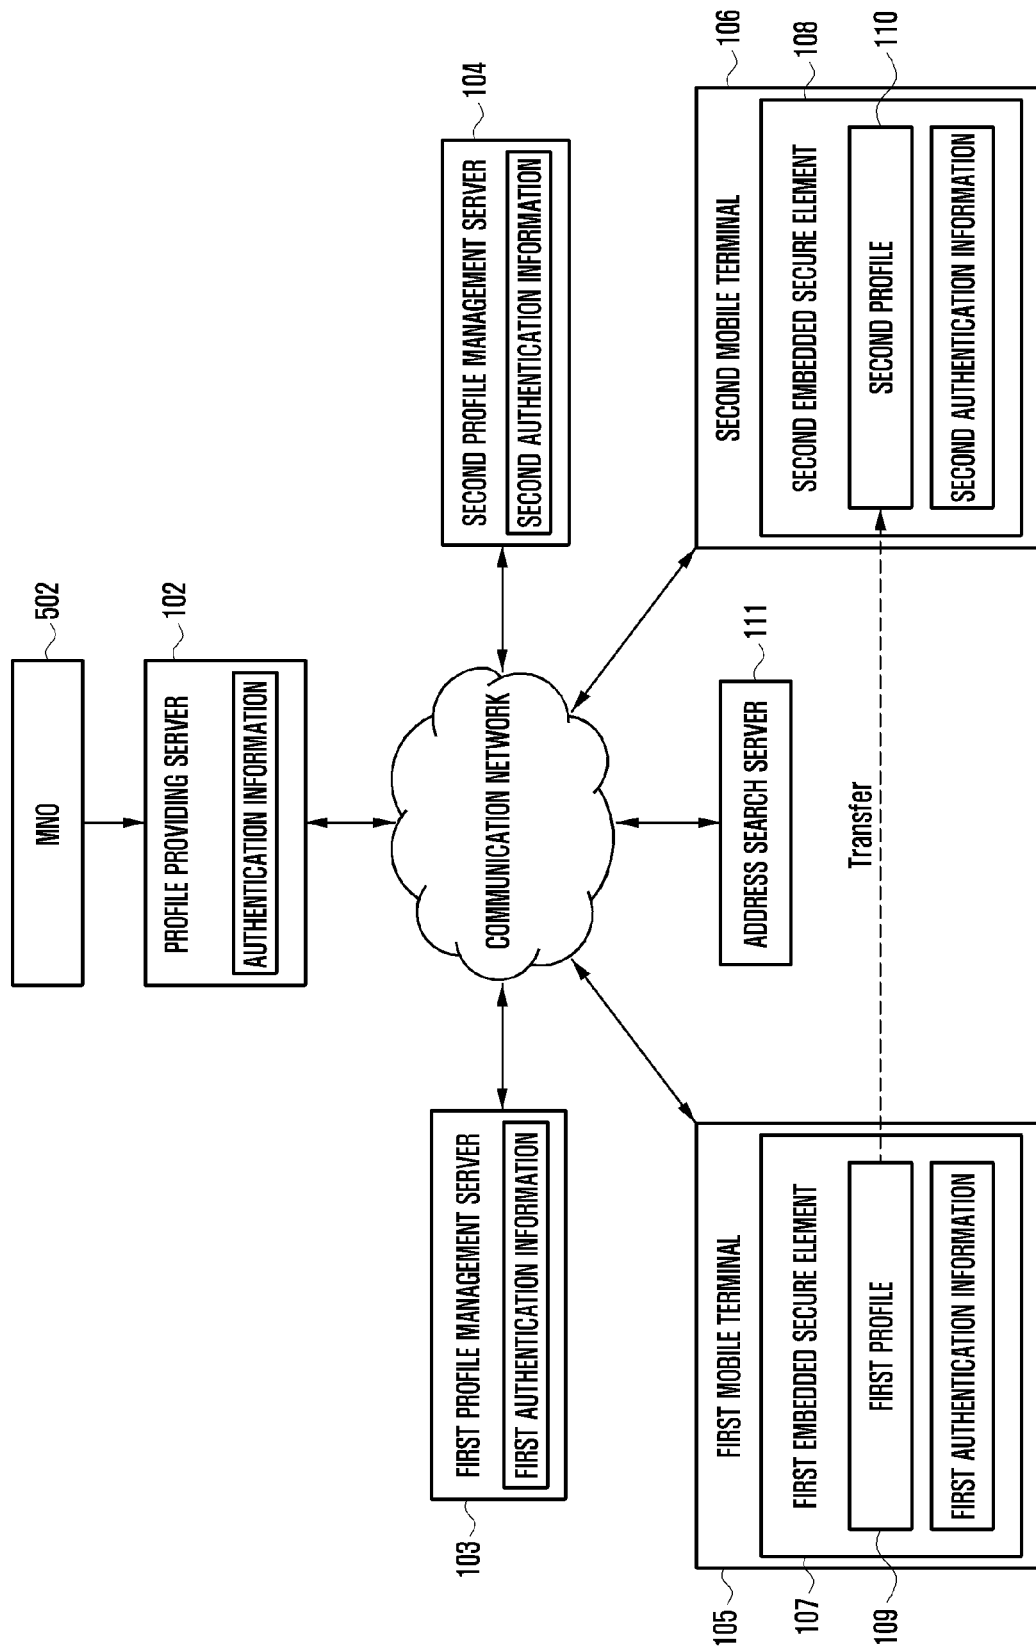 MNO
502
PROFILE PROVIDING SERVER
AUTHENTICATION INFORMATION
102
FIRST PROFILE MANAGEMENT SERVER
FIRST AUTHENTICATION INFORMATION
103
COMMUNICATION NETWORK
SECOND PROFILE MANAGEMENT SERVER
SECOND AUTHENTICATION INFORMATION
104
ADDRESS SEARCH SERVER
111
FIRST MOBILE TERMINAL
105
FIRST EMBEDDED SECURE ELEMENT
107
FIRST PROFILE
109
FIRST AUTHENTICATION INFORMATION
Transfer
SECOND MOBILE TERMINAL
106
SECOND EMBEDDED SECURE ELEMENT
108
SECOND PROFILE
110
SECOND AUTHENTICATION INFORMATION